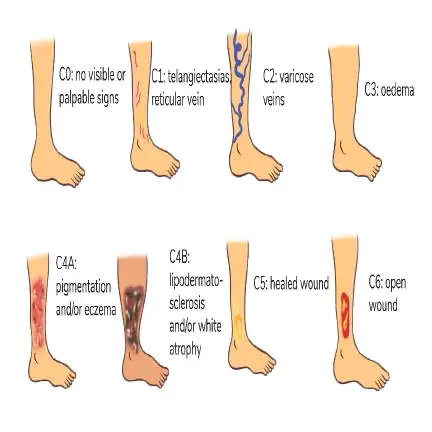 C0: no visible or
palpable signs
C1: telangiectasias,
reticular vein
C2: varicose
veins
C3: oedema
C4A:
pigmentation
and/or eczema
C4B:
lipodermato-
sclerosis
and/or white
atrophy
C5: healed wound
C6: open
wound